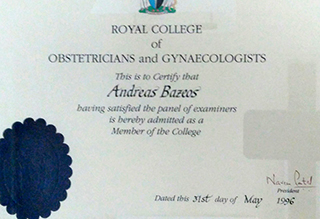 ROYAL COLLEGE
of
OBSTETRICIANS and GYNAECOLOGISTS
This is to Certify that
Andreas Bazeos
having satisfied the panel of examiners
is hereby admitted as a
Member of the College
President
Dated this 31st day of May 1996